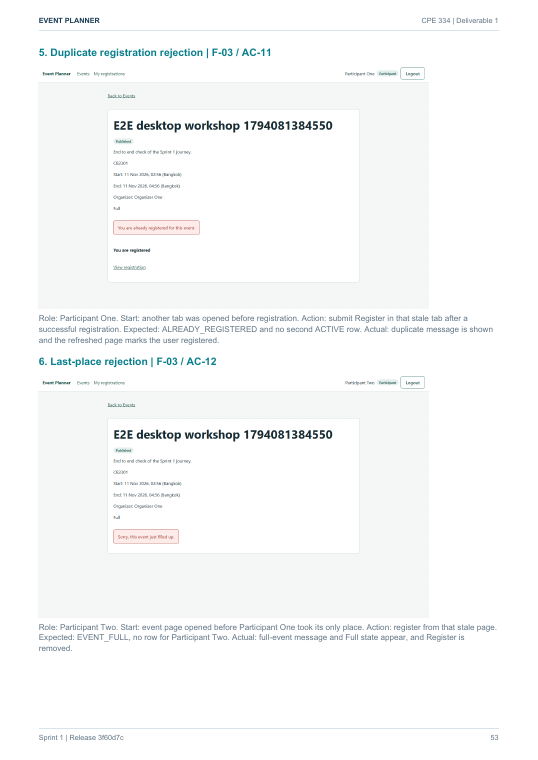 EVENT PLANNER
CPE 334 | Deliverable 1
5. Duplicate registration rejection | F-03 / AC-11
Event Planner Events My registrations
Participant One Participant Logout
Back to Events
E2E desktop workshop 1794081384550
Published
End to end check of the Sprint 1 journey.
CB2301
Start: 11 Nov 2026, 03:56 (Bangkok)
End: 11 Nov 2026, 04:56 (Bangkok)
Organizer: Organizer One
Full
You are already registered for this event.
You are registered
View registration
Role: Participant One. Start: another tab was opened before registration. Action: submit Register in that stale tab after a
successful registration. Expected: ALREADY_REGISTERED and no second ACTIVE row. Actual: duplicate message is shown
and the refreshed page marks the user registered.
6. Last-place rejection | F-03 / AC-12
Event Planner Events My registrations
Participant Two Participant Logout
Back to Events
E2E desktop workshop 1794081384550
Published
End to end check of the Sprint 1 journey.
CB2301
Start: 11 Nov 2026, 03:56 (Bangkok)
End: 11 Nov 2026, 04:56 (Bangkok)
Organizer: Organizer One
Full
Sorry, this event just filled up.
Role: Participant Two. Start: event page opened before Participant One took its only place. Action: register from that stale page.
Expected: EVENT_FULL, no row for Participant Two. Actual: full-event message and Full state appear, and Register is
removed.
Sprint 1 | Release 3f60d7c
53